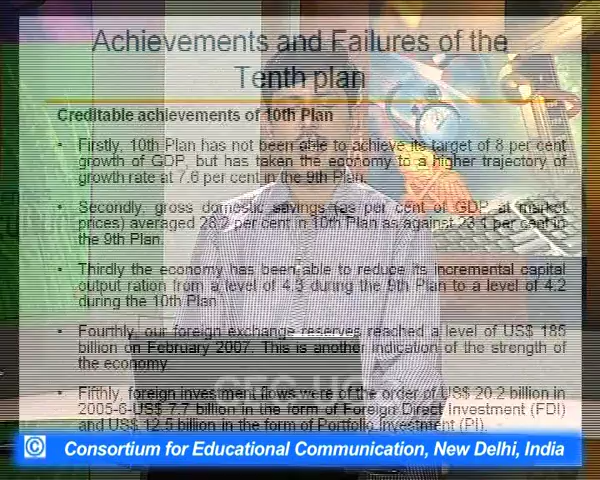 Achievements and Failures of the
Tenth plan
Creditable achievements of 10th Plan
• Firstly, 10th Plan has not been able to achieve its target of 8 per cent
growth of GDP, but has taken the economy to a higher trajectory of
growth rate at 7.6 per cent in the 9th Plan.
• Secondly, gross domestic savings (as per cent of GDP at market
prices) averaged 28.2 per cent in 10th Plan as against 23.1 per cent in
the 9th Plan.
• Thirdly the economy has been able to reduce its incremental capital
output ration from a level of 4.3 during the 9th Plan to a level of 4.2
during the 10th Plan
• Fourthly, our foreign exchange reserves reached a level of US$ 185
billion on February 2007. This is another indication of the strength of
the economy.
• Fifthly, foreign investment flows were of the order of US$ 20.2 billion in
2005-6-US$ 7.7 billion in the form of Foreign Direct Investment (FDI)
and US$ 12.5 billion in the form of Portfolio Investment (PI).
© Consortium for Educational Communication, New Delhi, India